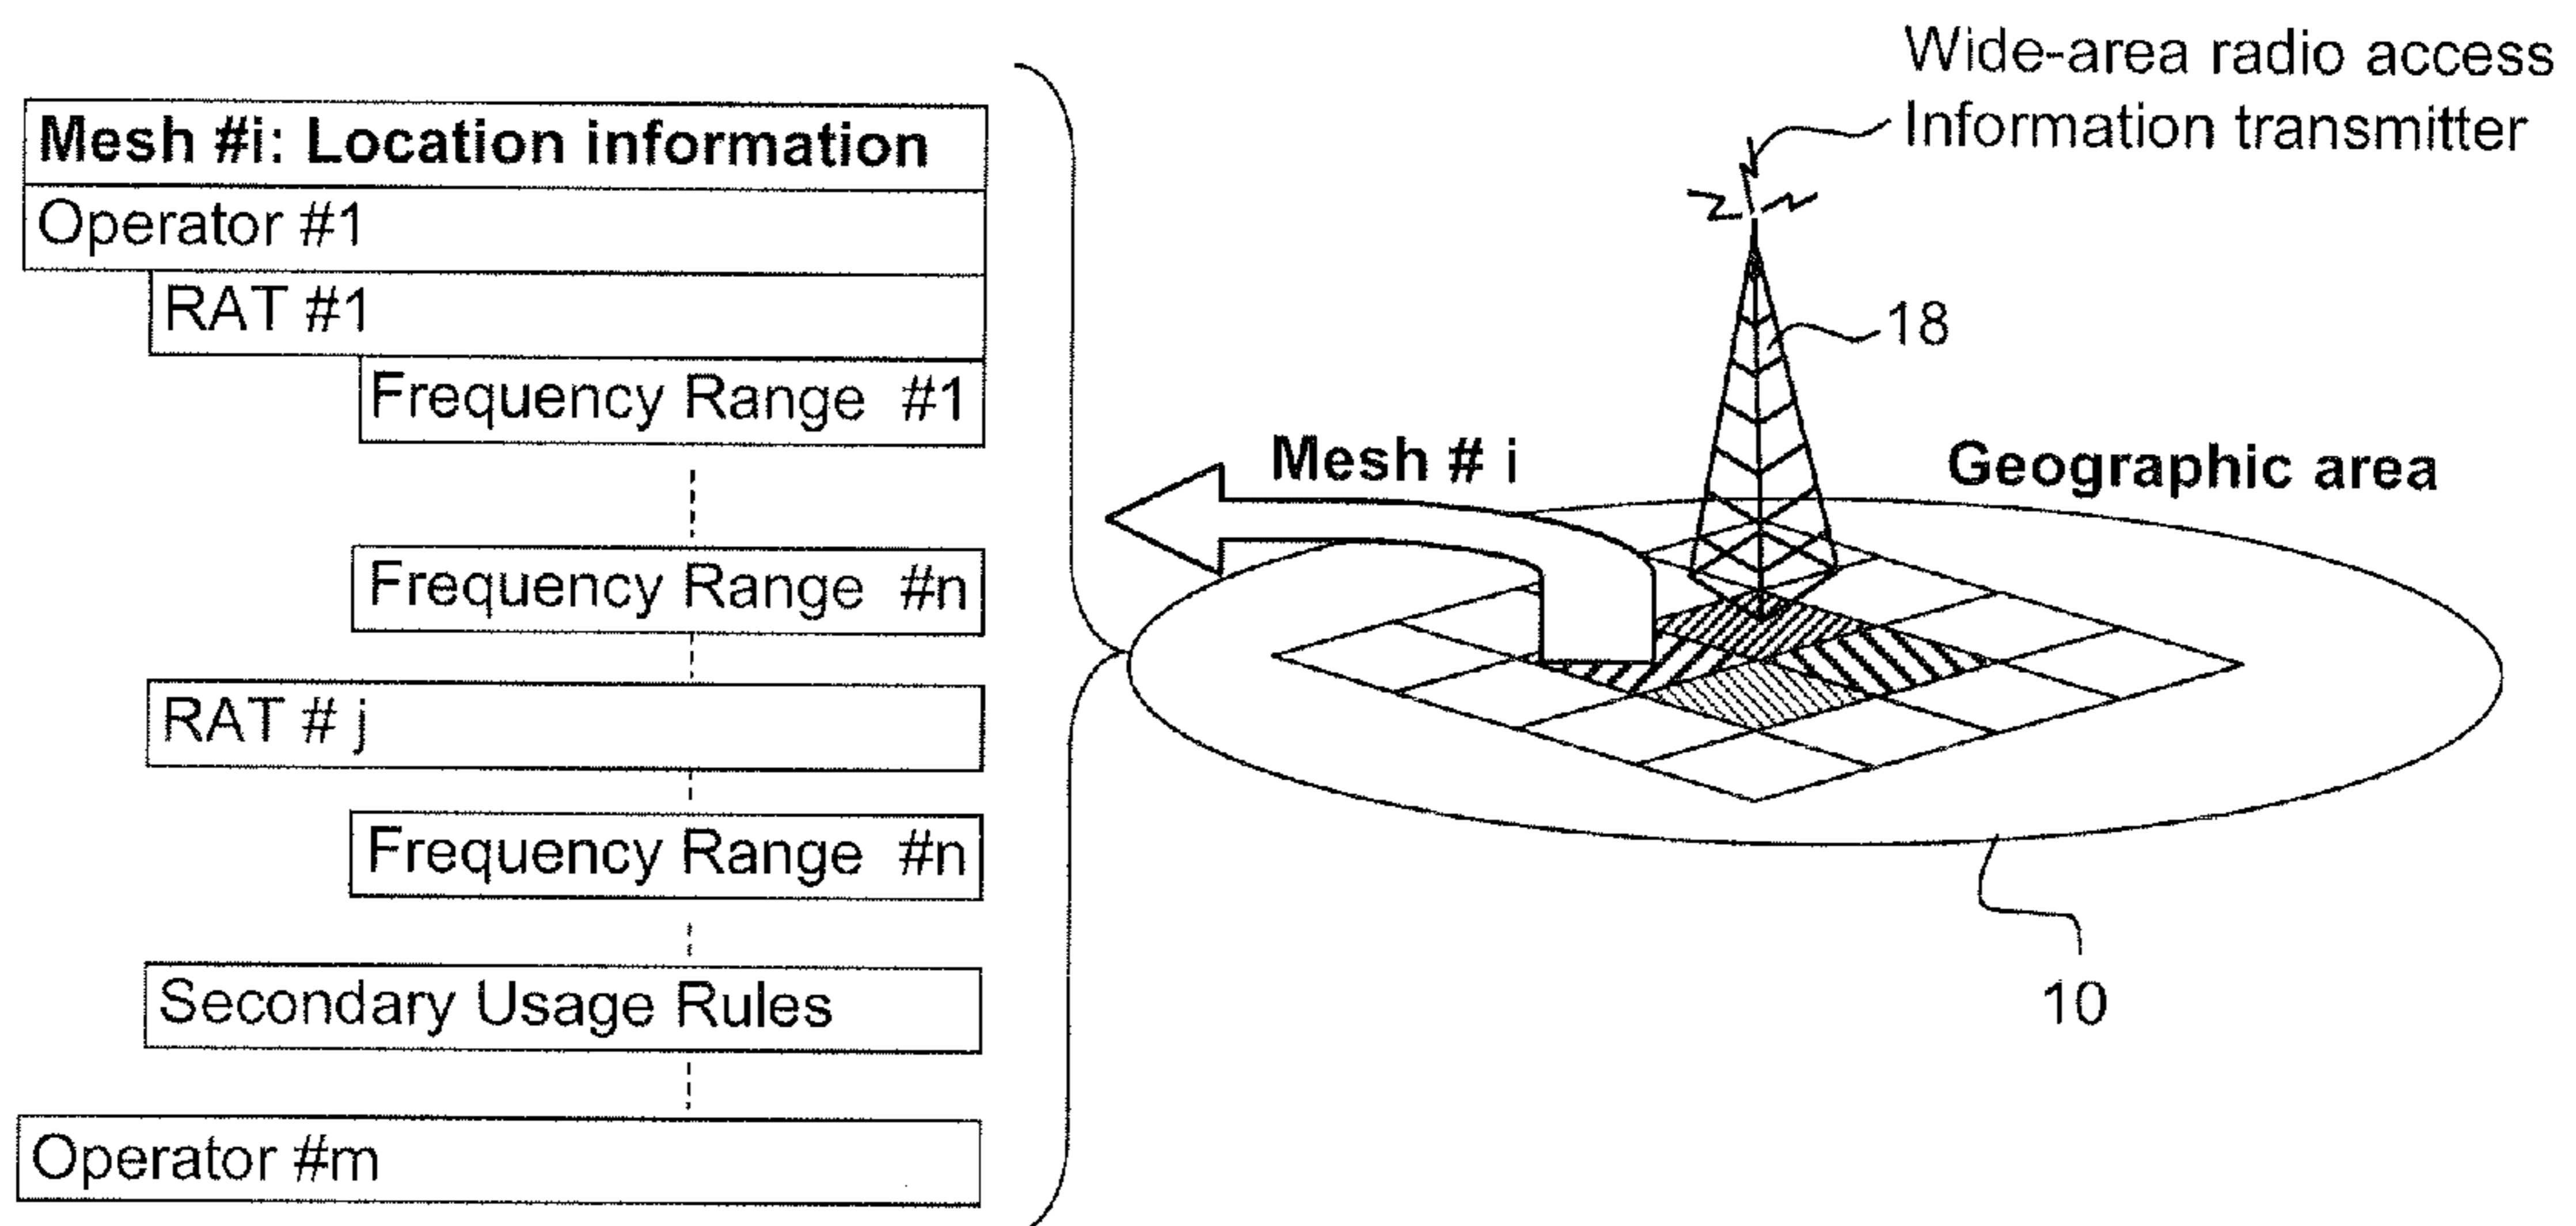 Mesh #i: Location information
Operator #1
RAT #1
Frequency Range #1
Frequency Range #n
RAT # j
Frequency Range #n
Secondary Usage Rules
Operator #m
Wide-area radio access
Information transmitter
18
Mesh # i
Geographic area
10